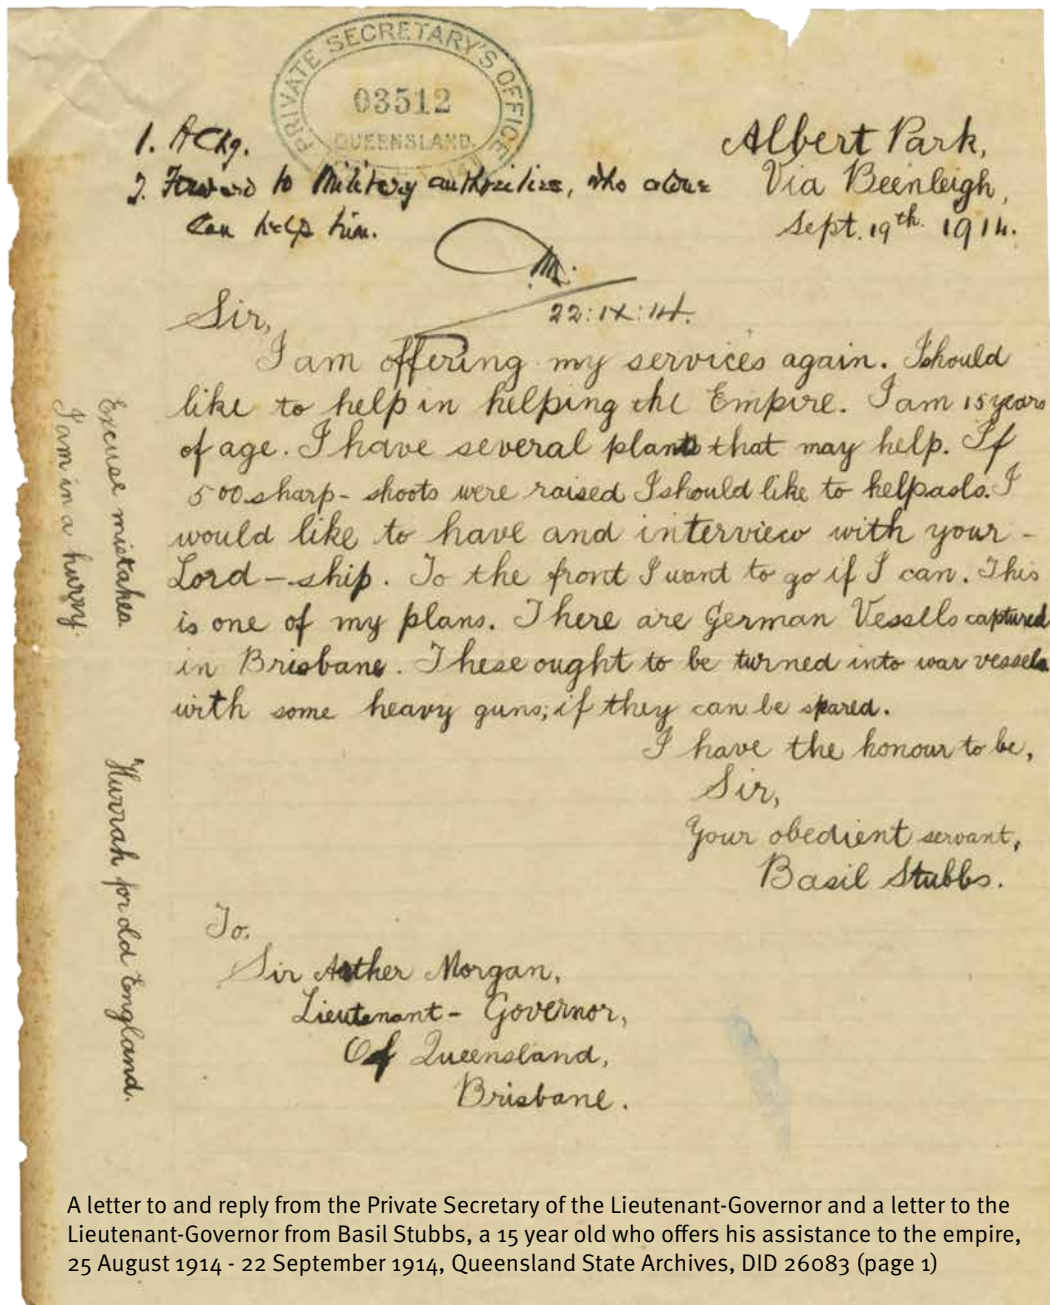 PRIVATE SECRETARY'S OFFICE
03512
QUEENSLAND.
1. Ackg.
2. Forward to Military authorities, who alone
can help him.
22:IX:14.
Albert Park,
Via Beenleigh,
Sept. 19th. 1914.
Sir,
I am offering my services again. I should
like to help in helping the Empire. I am 15 years
of age. I have several plans that may help. If
500 sharp-shoots were raised I should like to help aslo. I
would like to have and interview with your-
Lord-ship. To the front I want to go if I can. This
is one of my plans. There are German Vessells captured
in Brisbane. These ought to be turned into war vessels
with some heavy guns; if they can be spared.
I have the honour to be,
Sir,
Your obedient servant,
Basil Stubbs.
To.
Sir Arther Morgan,
Lieutenant-Governor,
Of Queensland,
Brisbane.
Excuse mistakes
I am in a hurry.
Hurrah for old England.
A letter to and reply from the Private Secretary of the Lieutenant-Governor and a letter to the
Lieutenant-Governor from Basil Stubbs, a 15 year old who offers his assistance to the empire,
25 August 1914 - 22 September 1914, Queensland State Archives, DID 26083 (page 1)